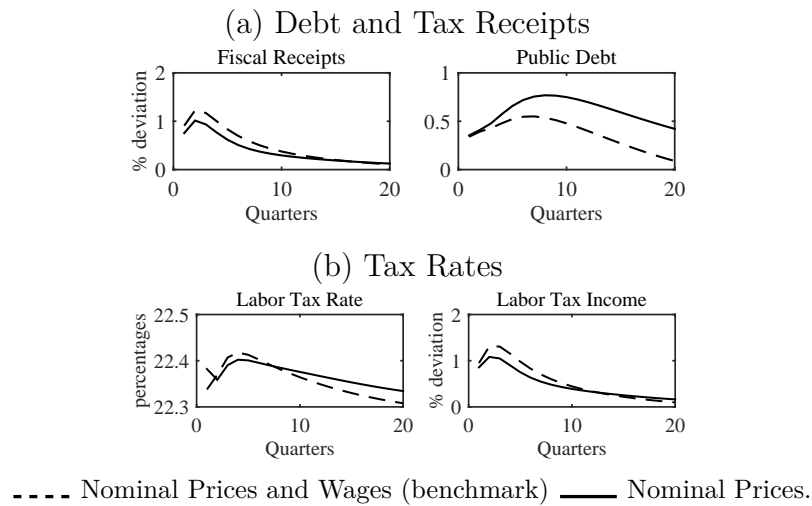 (a) Debt and Tax Receipts
Fiscal Receipts
Public Debt
% deviation
2
1
0
0
10
20
Quarters
1
0.5
0
0
10
20
Quarters
(b) Tax Rates
Labor Tax Rate
Labor Tax Income
percentages
22.5
22.4
22.3
0
10
20
Quarters
% deviation
2
1
0
0
10
20
Quarters
Nominal Prices and Wages (benchmark) Nominal Prices.